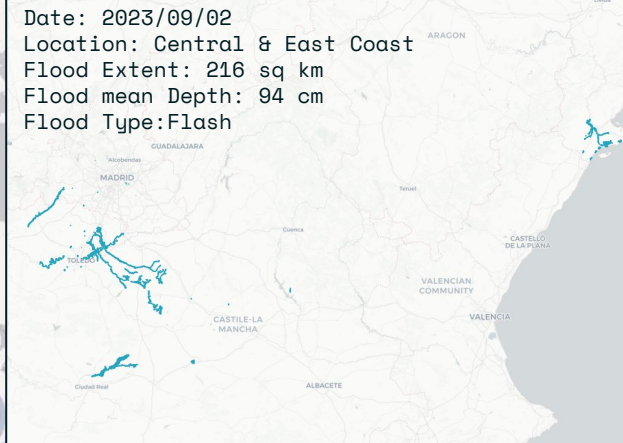 Date: 2023/09/02
Location: Central & East Coast
Flood Extent: 216 sq km
Flood mean Depth: 94 cm
Flood Type:Flash
ARAGON
GUADALAJARA
Alcobendas
MADRID
Teruel
Cuenca
CASTELLÓ
DE LA PLANA
TOLEDO
VALENCIAN
COMMUNITY
VALENCIA
CASTILE-LA
MANCHA
Ciudad Real
ALBACETE